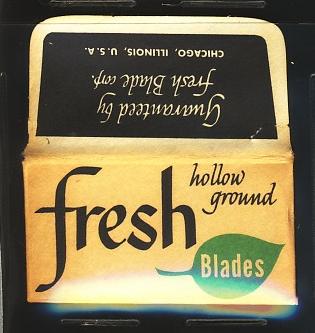 CHICAGO, ILLINOIS, U.S.A.
Fresh Blade corp.
Guaranteed by
fresh
hollow
ground
Blades